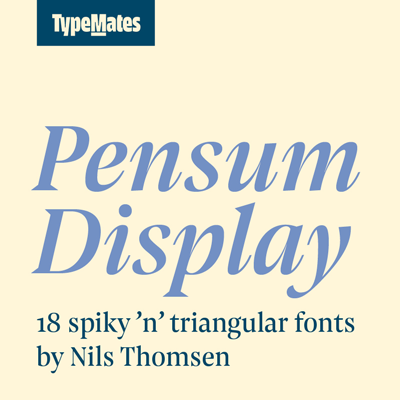 TypeMates
Pensum
Display
18 spiky ’n’ triangular fonts
by Nils Thomsen